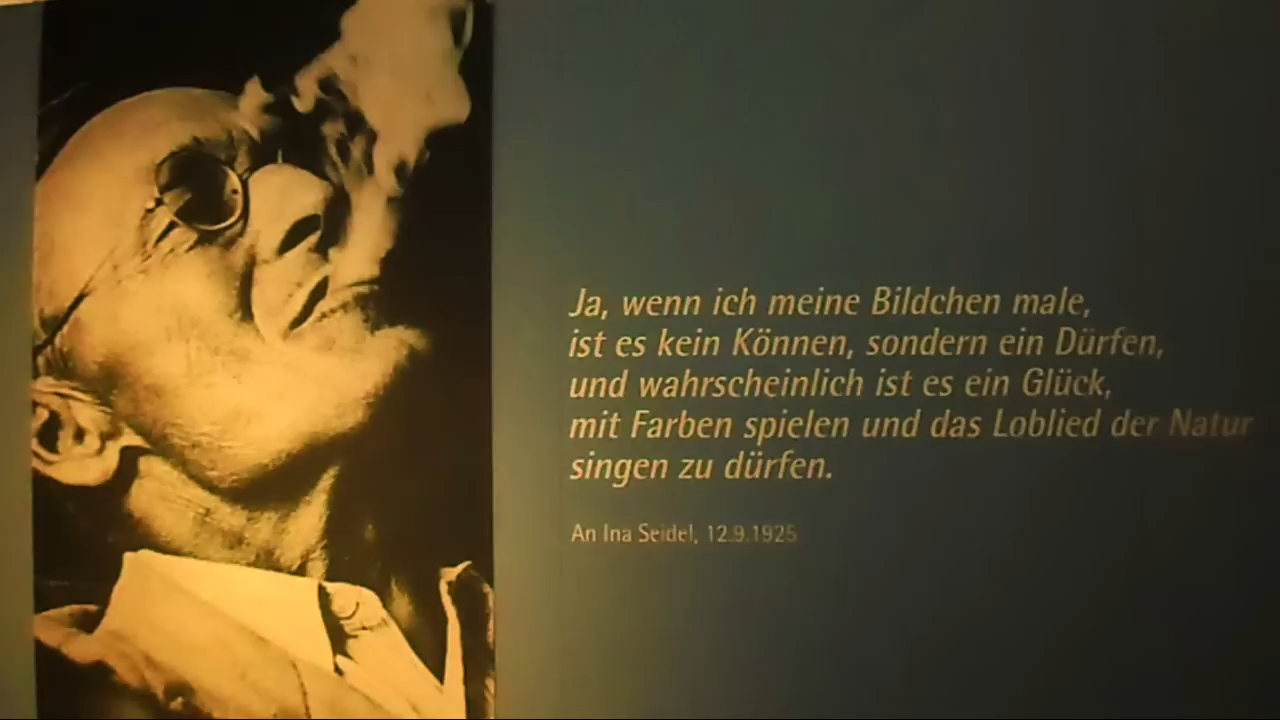 Ja, wenn ich meine Bildchen male,
ist es kein Können, sondern ein Dürfen,
und wahrscheinlich ist es ein Glück,
mit Farben spielen und das Loblied der Natur
singen zu dürfen.
An Ina Seidel, 12.9.1925